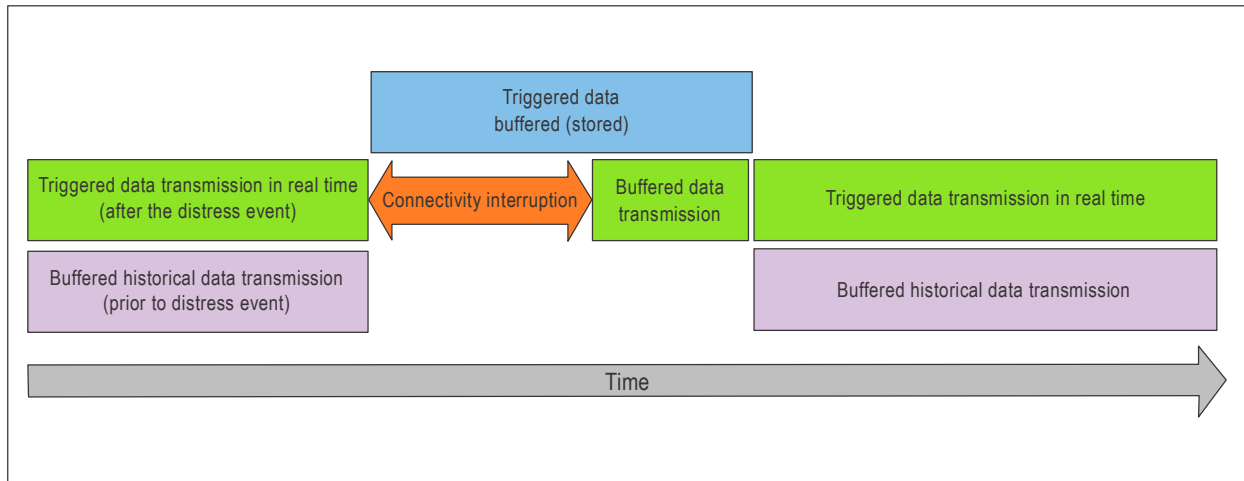 Triggered data
buffered (stored)
Triggered data transmission in real time
(after the distress event)
Connectivity interruption
Buffered data
transmission
Triggered data transmission in real time
Buffered historical data transmission
(prior to distress event)
Buffered historical data transmission
Time